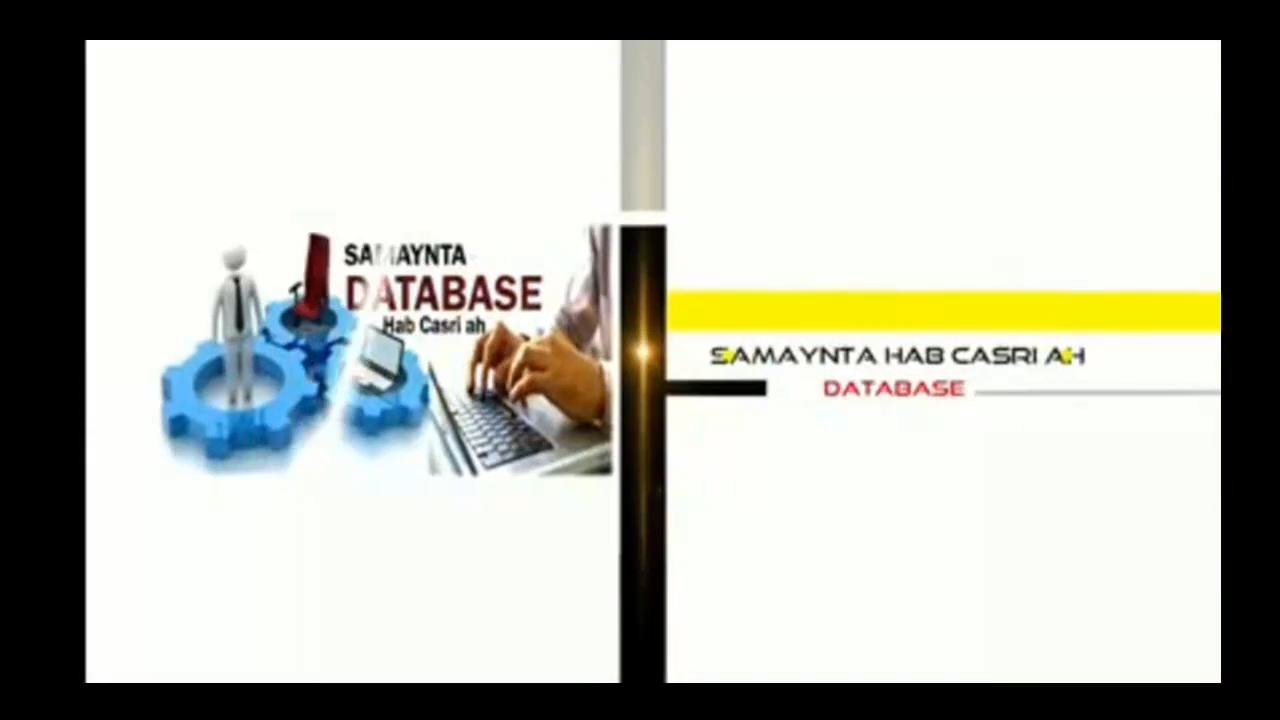 SAMAYNTA
DATABASE
Hab Casri ah
SAMAYNTA HAB CASRI AH
DATABASE